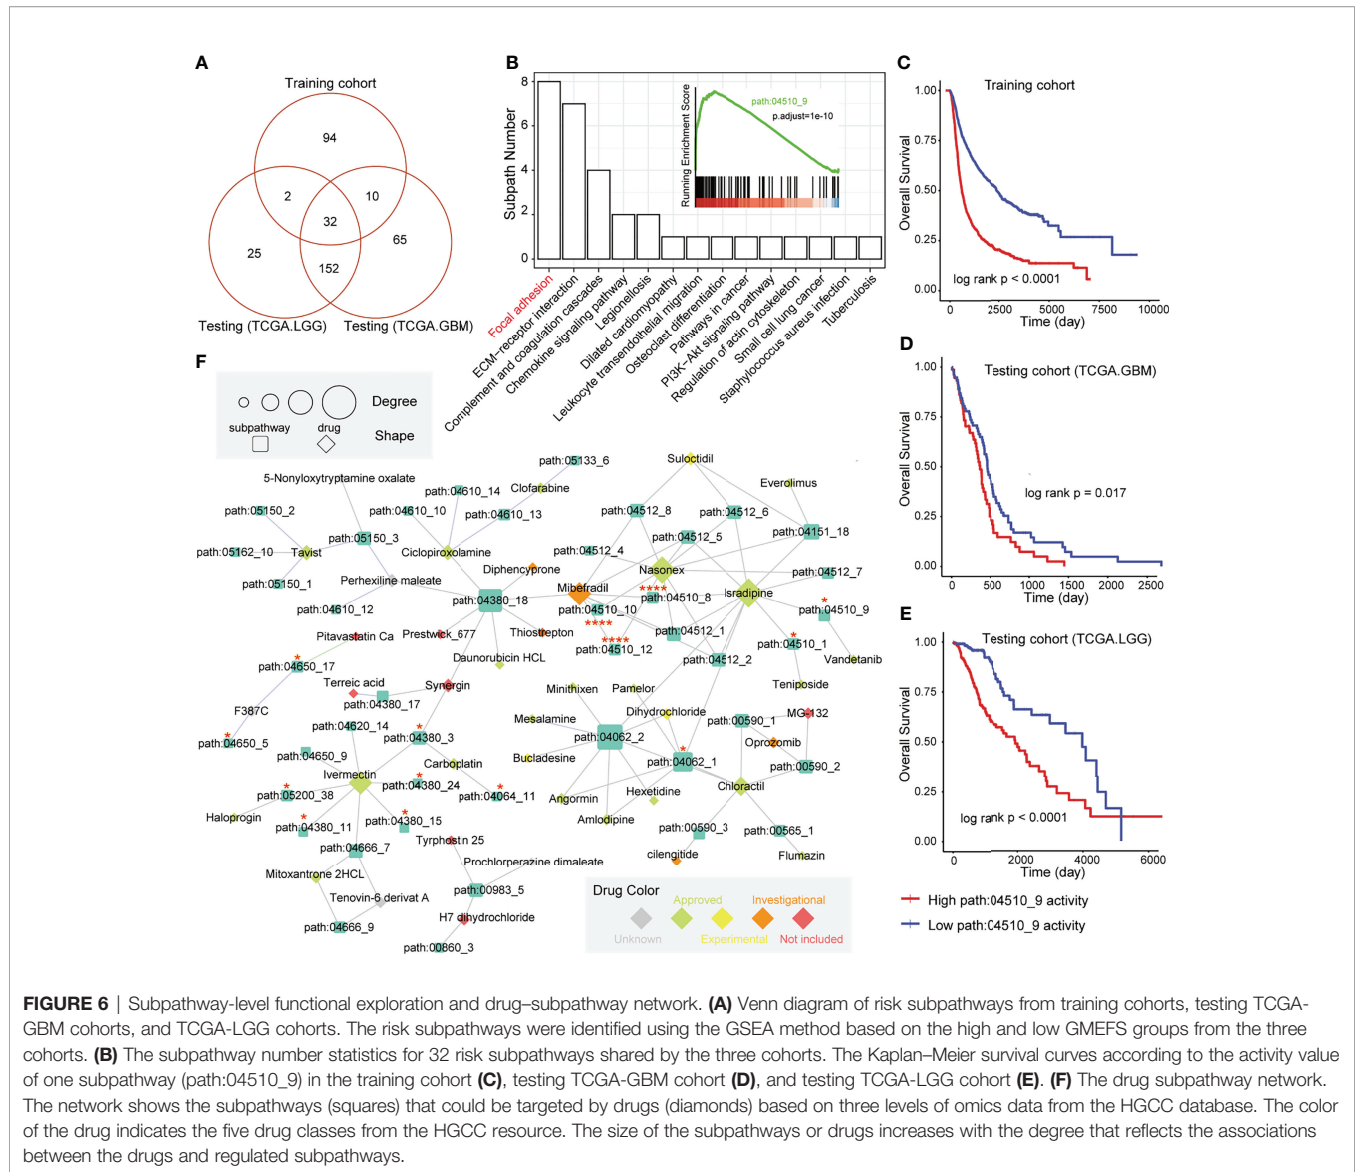 A
Training cohort
94
2
10
32
25
65
152
Testing (TCGA.LGG)
Testing (TCGA.GBM)
B
Subpath Number
8
6
4
2
0
Running Enrichment Score
path:04510_9
p.adjust=1e-10
Focal adhesion
ECM-receptor interaction
Complement and coagulation cascades
Chemokine signaling pathway
Legionellosis
Dilated cardiomyopathy
Leukocyte transendothelial migration
Osteoclast differentiation
Pathways in cancer
PI3K-Akt signaling pathway
Regulation of actin cytoskeleton
Small cell lung cancer
Staphylococcus aureus infection
Tuberculosis
C
Training cohort
Overall Survival
1.00
0.75
0.50
0.25
0.00
log rank p < 0.0001
0 2500 5000 7500 10000
Time (day)
D
Testing cohort (TCGA.GBM)
Overall Survival
1.00
0.75
0.50
0.25
0.00
log rank p = 0.017
0 500 1000 1500 2000 2500
Time (day)
E
Testing cohort (TCGA.LGG)
Overall Survival
1.00
0.75
0.50
0.25
0.00
log rank p < 0.0001
0 2000 4000 6000
Time (day)
High path:04510_9 activity
Low path:04510_9 activity
F
Degree
subpathway drug
Shape
5-Nonyloxytryptamine oxalate
path:05150_2
path:05162_10
Tavist
path:05150_3
path:05150_1
path:04610_10
path:04610_14
path:04610_13
Clofarabine
path:05133_6
Ciclopiroxolamine
Perhexiline maleate
path:04610_12
Diphencyprone
path:04380_18
Pitavastatin Ca
Prestwick_677
Thiostrepton
*
path:04650_17
Daunorubicin HCL
Terreic acid
path:04380_17
Synergin
F387C
*
path:04650_5
path:04620_14
*
path:04380_3
path:04650_9
Ivermectin
Carboplatin
*
path:04380_24
*
path:04064_11
*
path:05200_38
Haloprogin
*
path:04380_11
*
path:04380_15
path:04666_7
Tyrphostn 25
Mitoxantrone 2HCL
Prochlorperazine dimaleate
Tenovin-6 derivat A
path:00983_5
path:04666_9
H7 dihydrochloride
path:00860_3
Suloctidil
Everolimus
path:04512_8
path:04512_6
path:04151_18
path:04512_5
path:04512_4
Nasonex
path:04512_7
Mibefradil
****
path:04510_8
Isradipine
path:04510_10
****
*
path:04510_9
****
path:04510_12
path:04512_1
*
path:04510_1
path:04512_2
Vandetanib
Teniposide
Minithixen
Pamelor
Mesalamine
Dihydrochloride
path:00590_1
MG-132
path:04062_2
Oprozomib
Bucladesine
*
path:04062_1
path:00590_2
Angormin
Hexetidine
Chloractil
Amlodipine
path:00590_3
path:00565_1
cilengitide
Flumazin
Drug Color
Approved
Investigational
Unknown
Experimental
Not included
FIGURE 6 | Subpathway-level functional exploration and drug–subpathway network. (A) Venn diagram of risk subpathways from training cohorts, testing TCGA-
GBM cohorts, and TCGA-LGG cohorts. The risk subpathways were identified using the GSEA method based on the high and low GMEFS groups from the three
cohorts. (B) The subpathway number statistics for 32 risk subpathways shared by the three cohorts. The Kaplan–Meier survival curves according to the activity value
of one subpathway (path:04510_9) in the training cohort (C), testing TCGA-GBM cohort (D), and testing TCGA-LGG cohort (E). (F) The drug subpathway network.
The network shows the subpathways (squares) that could be targeted by drugs (diamonds) based on three levels of omics data from the HGCC database. The color
of the drug indicates the five drug classes from the HGCC resource. The size of the subpathways or drugs increases with the degree that reflects the associations
between the drugs and regulated subpathways.